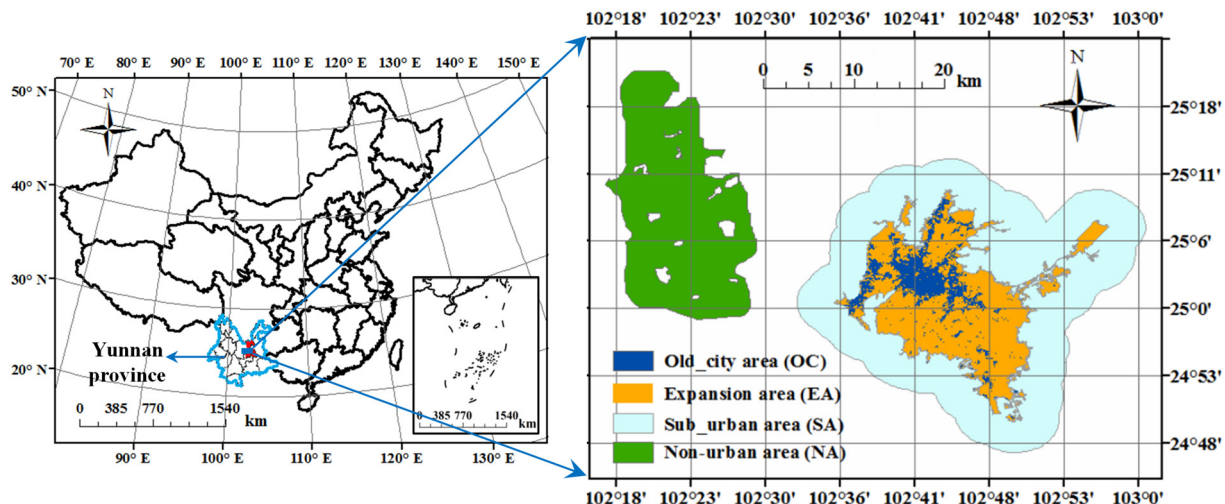 70° E 80° E 90° E 100° E 110° E 120° E 130° E 140° E 150° E
50° N
40° N
30° N
20° N
N
Yunnan
province
0 385 770 1540
km
0 385 770 1540
km
90° E 100° E 110° E 120° E 130° E
102°18' 102°23' 102°30' 102°36' 102°41' 102°48' 102°53' 103°0'
0 10 20
km
N
25°18'
25°11'
25°6'
25°0'
24°53'
24°48'
Old_city area (OC)
Expansion area (EA)
Sub_urban area (SA)
Non-urban area (NA)
102°18' 102°23' 102°30' 102°36' 102°41' 102°48' 102°53' 103°0'